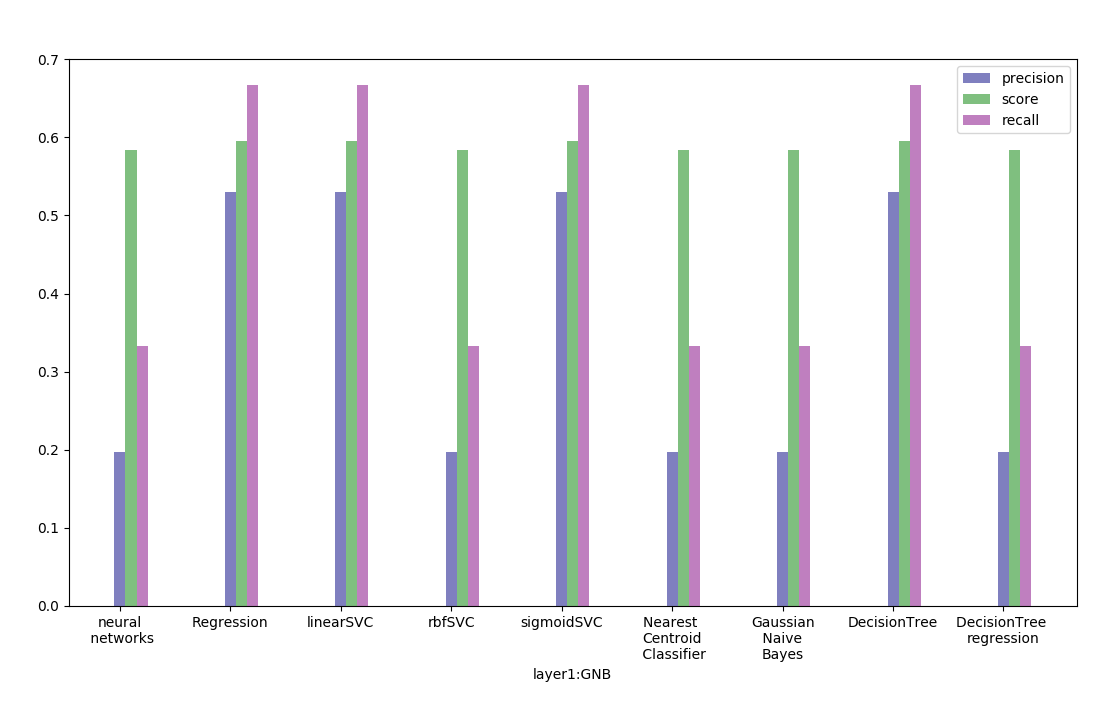 0.7
0.6
0.5
0.4
0.3
0.2
0.1
0.0
precision
score
recall
neural
networks
Regression
linearSVC
rbfSVC
sigmoidSVC
Nearest
Centroid
Classifier
Gaussian
Naive
Bayes
DecisionTree
DecisionTree
regression
layer1:GNB